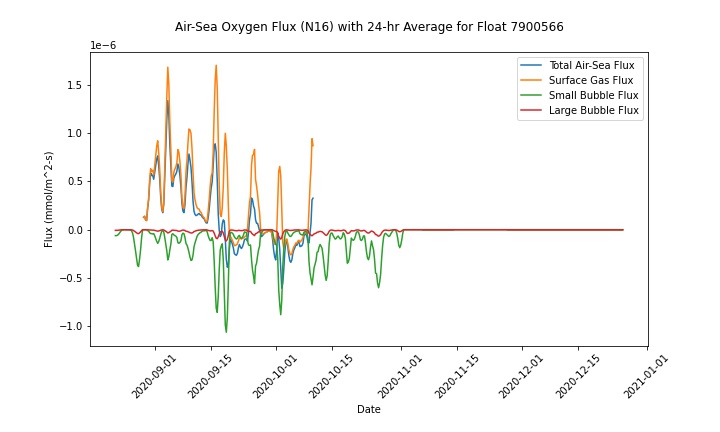 Air-Sea Oxygen Flux (N16) with 24-hr Average for Float 7900566
1e−6
Total Air-Sea Flux
Surface Gas Flux
Small Bubble Flux
Large Bubble Flux
1.5
1.0
0.5
0.0
−0.5
−1.0
Flux (mmol/m^2-s)
2020-09-01
2020-09-15
2020-10-01
2020-10-15
2020-11-01
2020-11-15
2020-12-01
2020-12-15
2021-01-01
Date